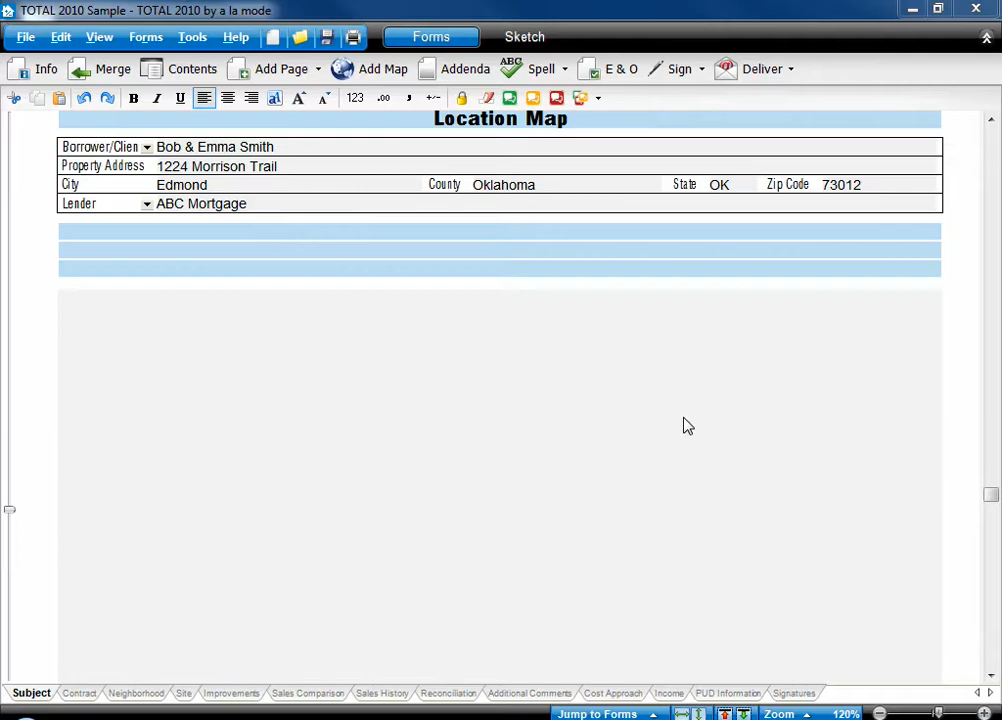 TOTAL 2010 Sample - TOTAL 2010 by a la mode
File Edit View Forms Tools Help Forms Sketch
Info Merge Contents Add Page Add Map Addenda ABC Spell E & O Sign Deliver
B I U a A A 123 .00 , +/-
Location Map
Borrower/Clien Bob & Emma Smith
Property Address 1224 Morrison Trail
City Edmond County Oklahoma State OK Zip Code 73012
Lender ABC Mortgage
Subject Contract Neighborhood Site Improvements Sales Comparison Sales History Reconciliation Additional Comments Cost Approach Income PUD Information Signatures
Jump to Forms Zoom 120%